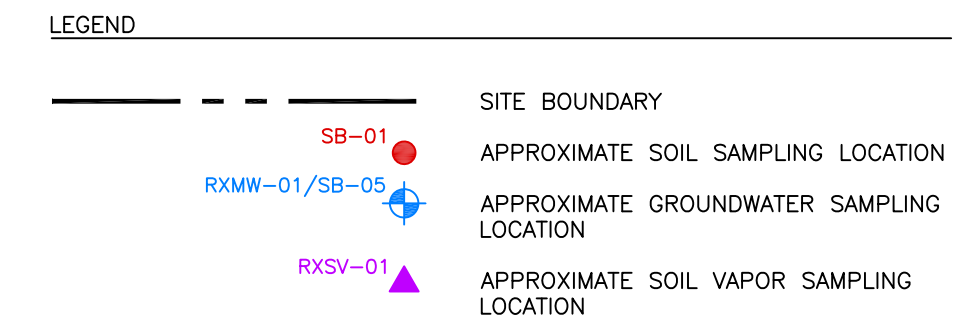 LEGEND
SITE BOUNDARY
SB-01
APPROXIMATE SOIL SAMPLING LOCATION
RXMW-01/SB-05
APPROXIMATE GROUNDWATER SAMPLING
LOCATION
RXSV-01
APPROXIMATE SOIL VAPOR SAMPLING
LOCATION